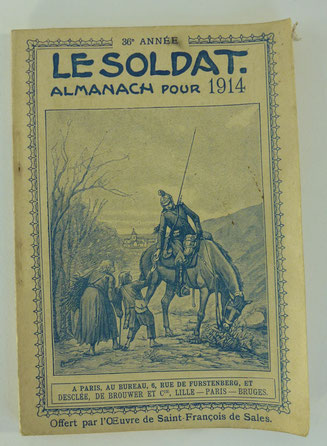 36e ANNÉE
LE SOLDAT.
ALMANACH POUR 1914
A PARIS, AU BUREAU, 6, RUE DE FURSTENBERG, ET
DESCLÉE, DE BROUWER ET Cie, LILLE — PARIS — BRUGES.
Offert par l'Œuvre de Saint-François de Sales.